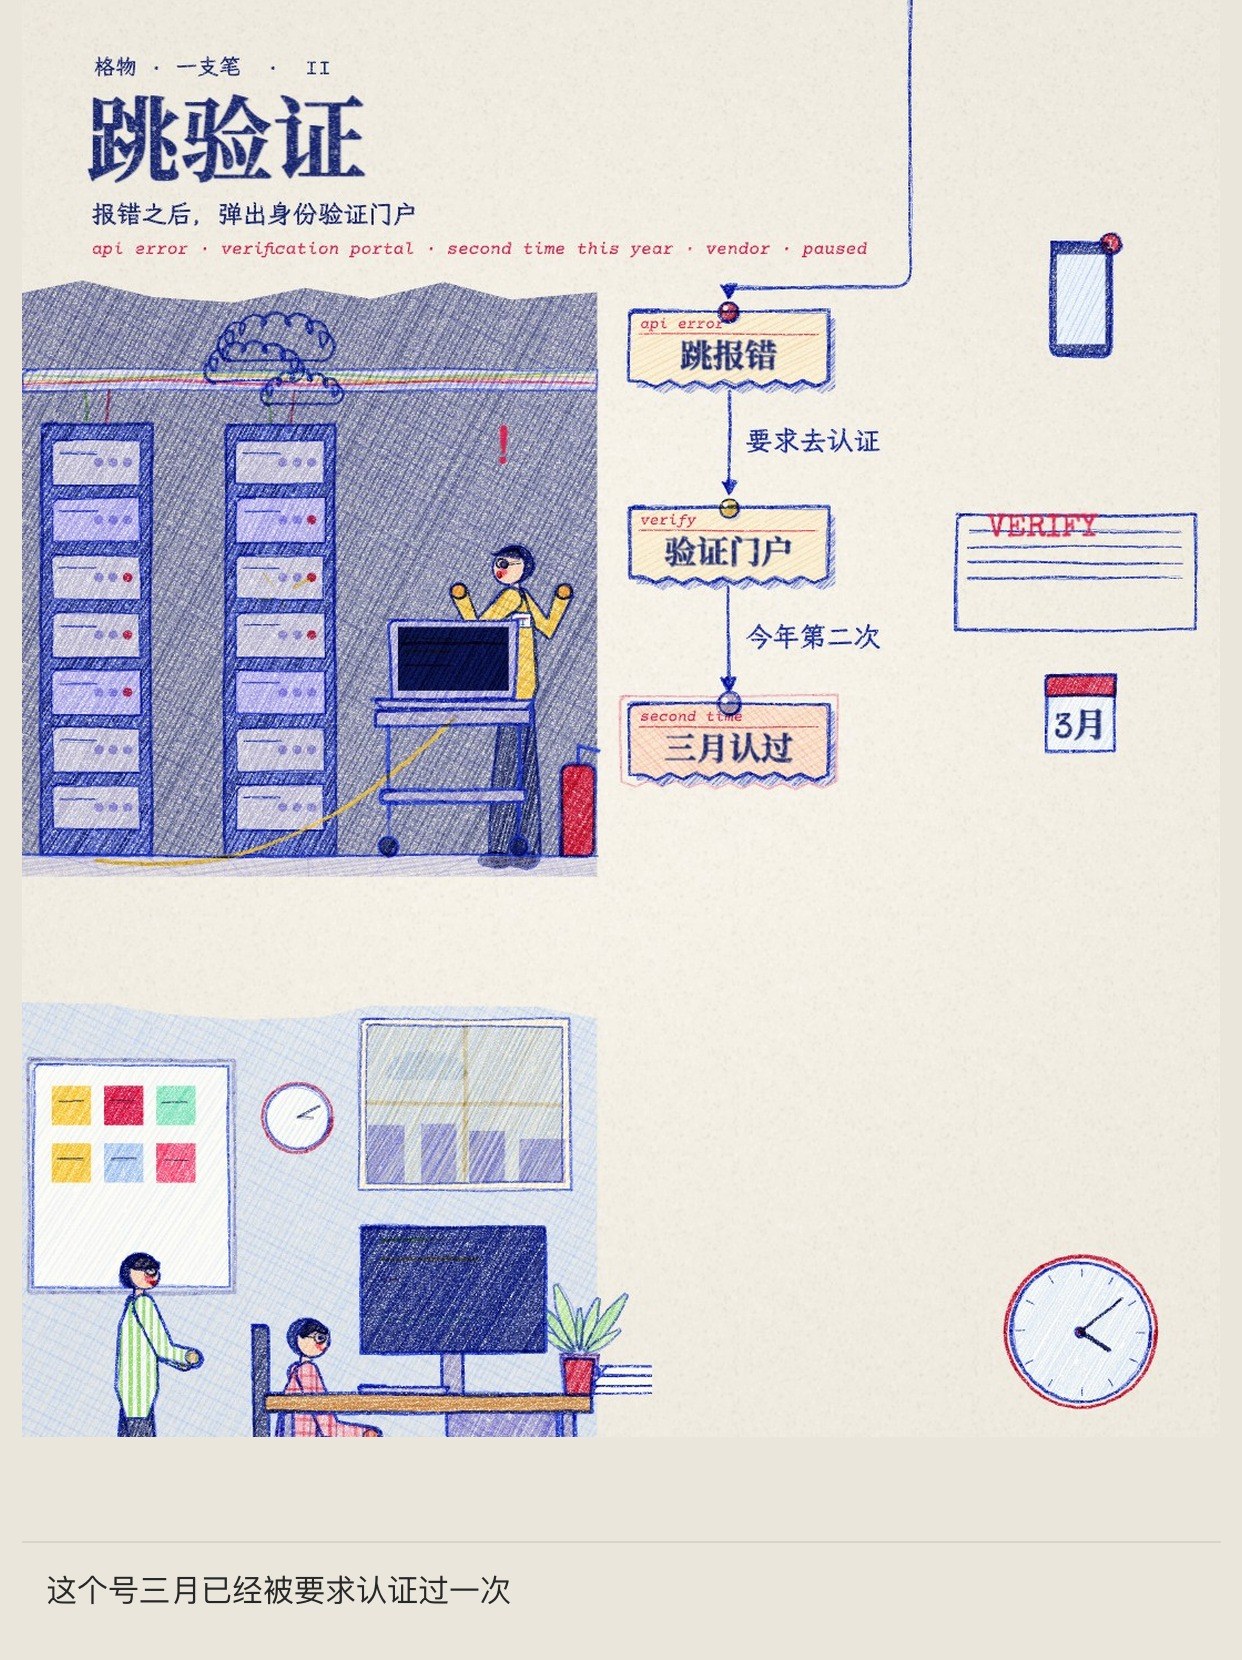 格物 · 一支笔 · II
跳验证
报错之后，弹出身份验证门户
api error · verification portal · second time this year · vendor · paused
api error
跳报错
要求去认证
verify
验证门户
VERIFY
今年第二次
second time
三月认过
3月
这个号三月已经被要求认证过一次